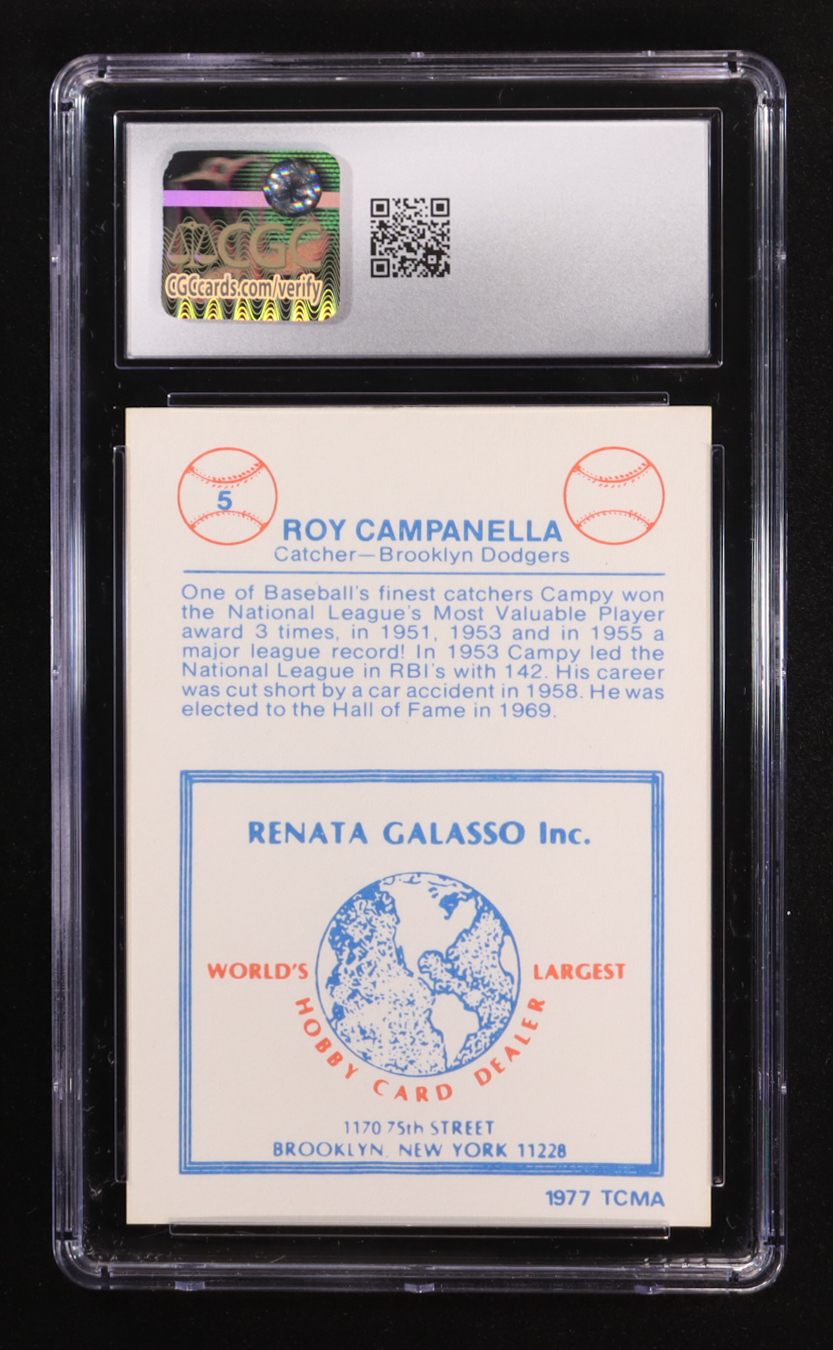 CGC
CGCcards.com/verify
5
ROY CAMPANELLA
Catcher—Brooklyn Dodgers
One of Baseball's finest catchers Campy won
the National League's Most Valuable Player
award 3 times, in 1951, 1953 and in 1955 a
major league record! In 1953 Campy led the
National League in RBI's with 142. His career
was cut short by a car accident in 1958. He was
elected to the Hall of Fame in 1969.
RENATA GALASSO Inc.
WORLD'S LARGEST
HOBBY CARD DEALER
1170 75th STREET
BROOKLYN, NEW YORK 11228
1977 TCMA